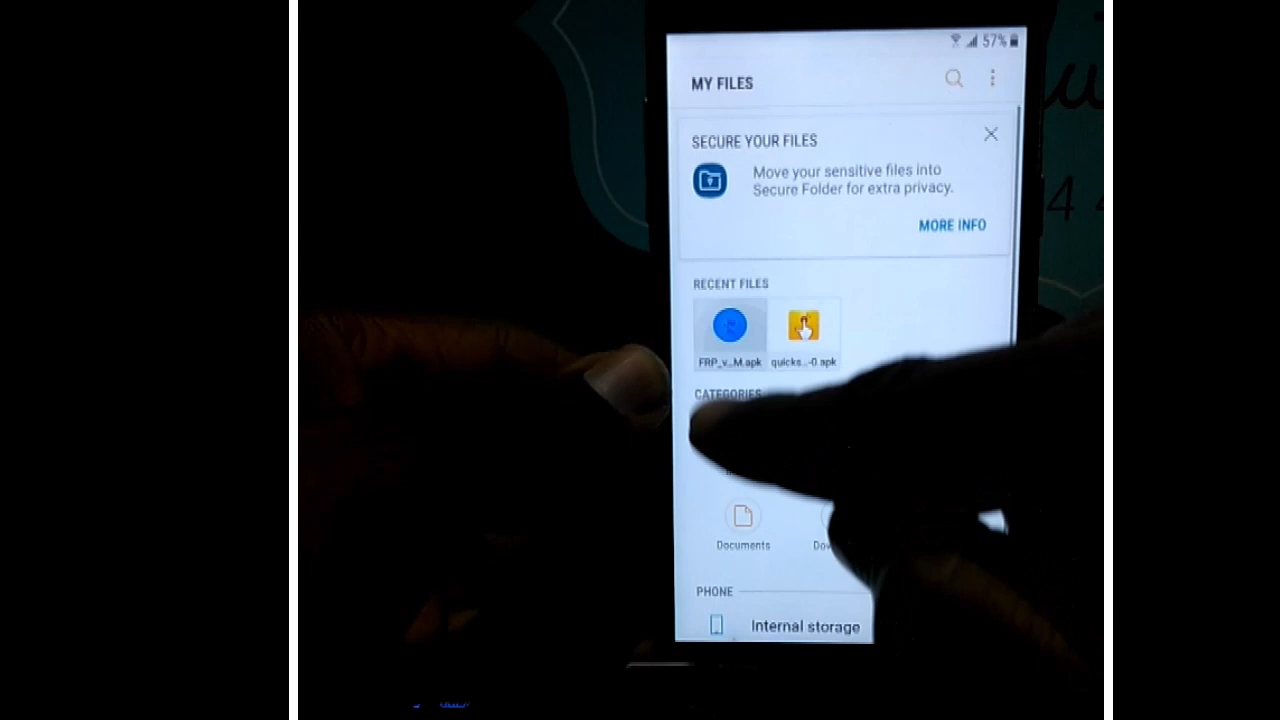 57%
MY FILES
SECURE YOUR FILES
Move your sensitive files into
Secure Folder for extra privacy.
MORE INFO
RECENT FILES
FRP_v...M.apk quicks...-0.apk
CATEGORIES
Documents
PHONE
Internal storage